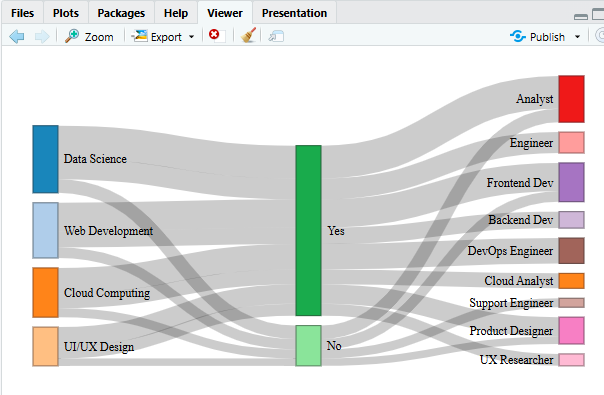 Files Plots Packages Help Viewer Presentation
Zoom Export Publish
Analyst
Engineer
Data Science
Frontend Dev
Backend Dev
Web Development
Yes
DevOps Engineer
Cloud Analyst
Cloud Computing
Support Engineer
Product Designer
UI/UX Design
No
UX Researcher